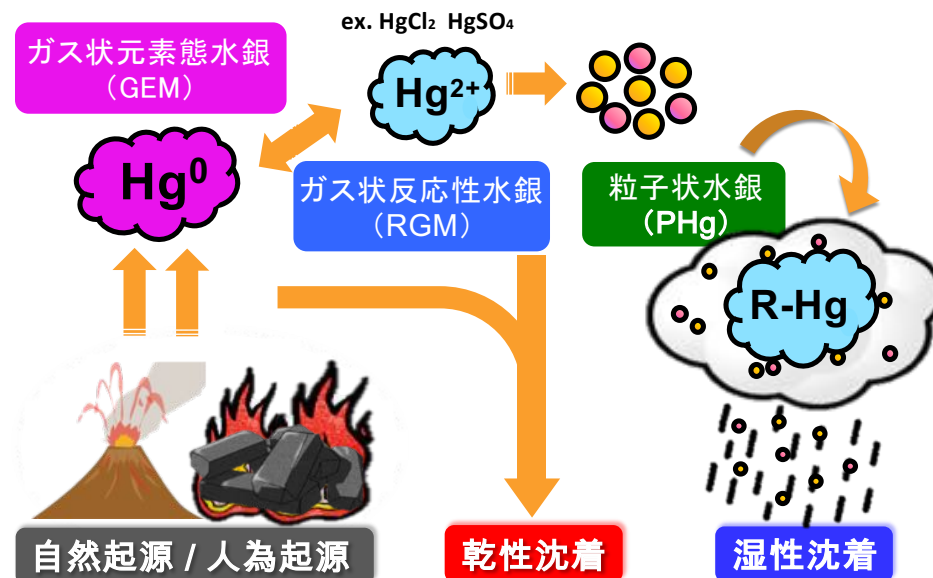 ex. HgCl₂ HgSO₄
ガス状元素態水銀
(GEM)
Hg⁰
Hg²⁺
ガス状反応性水銀
(RGM)
粒子状水銀
(PHg)
R-Hg
自然起源 / 人為起源
乾性沈着
湿性沈着